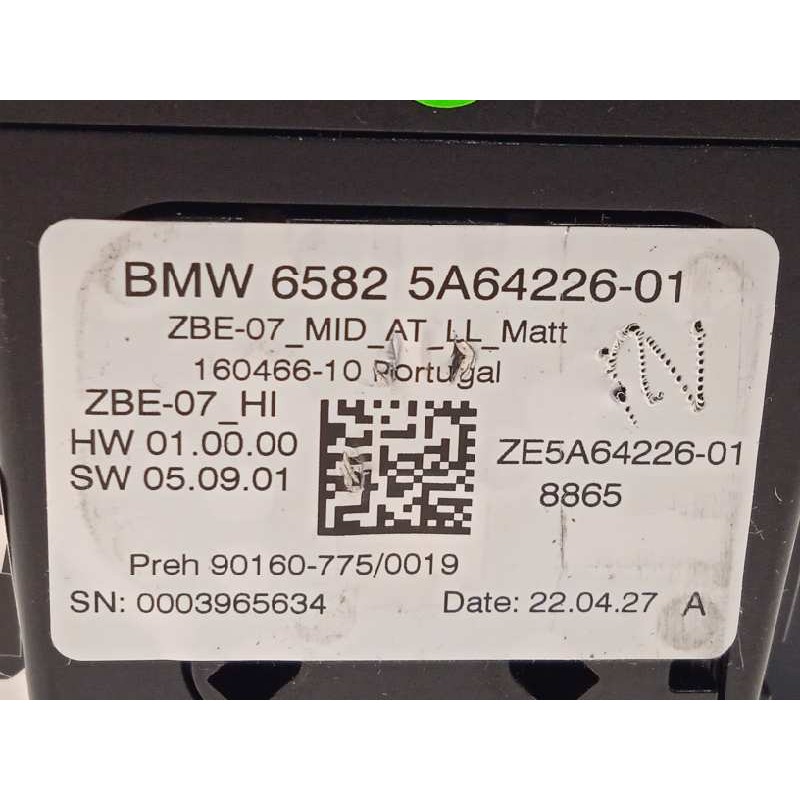 BMW 6582 5A64226-01
ZBE-07_MID_AT_LL_Matt
160466-10 Portugal
ZBE-07_HI
HW 01.00.00
SW 05.09.01
ZE5A64226-01
8865
Preh 90160-775/0019
SN: 0003965634 Date: 22.04.27 A